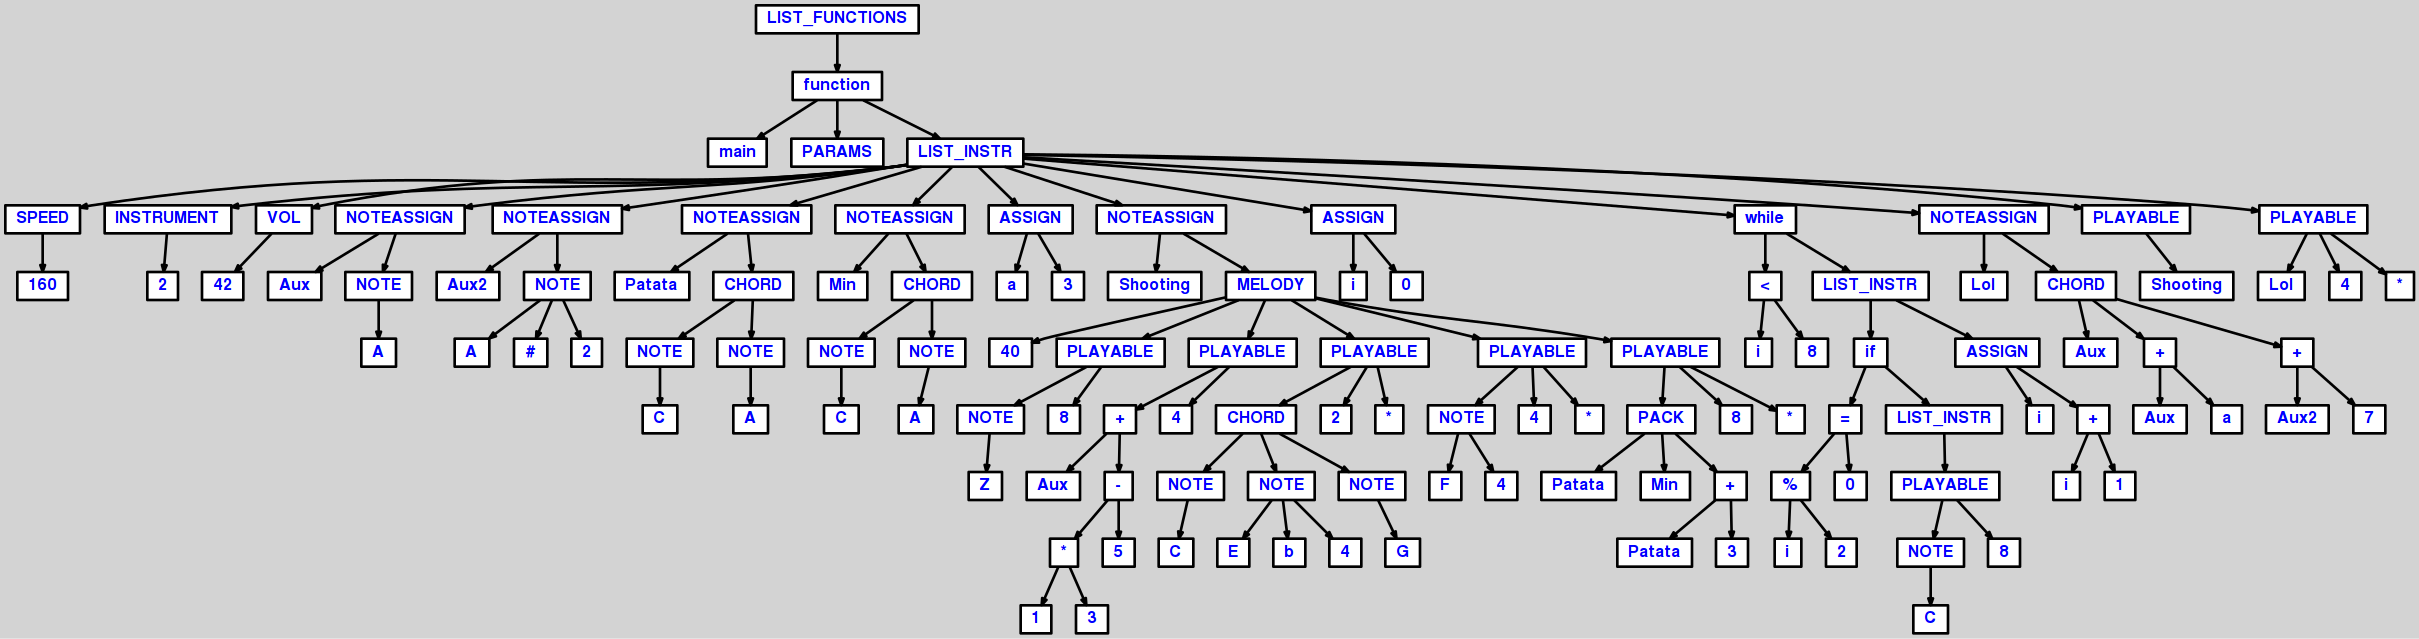 LIST_FUNCTIONS
function
main PARAMS LIST_INSTR
SPEED INSTRUMENT VOL NOTEASSIGN NOTEASSIGN NOTEASSIGN NOTEASSIGN ASSIGN NOTEASSIGN ASSIGN while NOTEASSIGN PLAYABLE PLAYABLE
160 2 42 Aux NOTE Aux2 NOTE Patata CHORD Min CHORD a 3 Shooting MELODY i 0 < LIST_INSTR Lol CHORD Shooting Lol 4 *
A A # 2 NOTE NOTE NOTE NOTE 40 PLAYABLE PLAYABLE PLAYABLE PLAYABLE PLAYABLE i 8 if ASSIGN Aux + +
C A C A NOTE 8 + 4 CHORD 2 * NOTE 4 * PACK 8 * = LIST_INSTR i + Aux a Aux2 7
Z Aux - NOTE NOTE NOTE F 4 Patata Min + % 0 PLAYABLE i 1
* 5 C E b 4 G Patata 3 i 2 NOTE 8
1 3 C